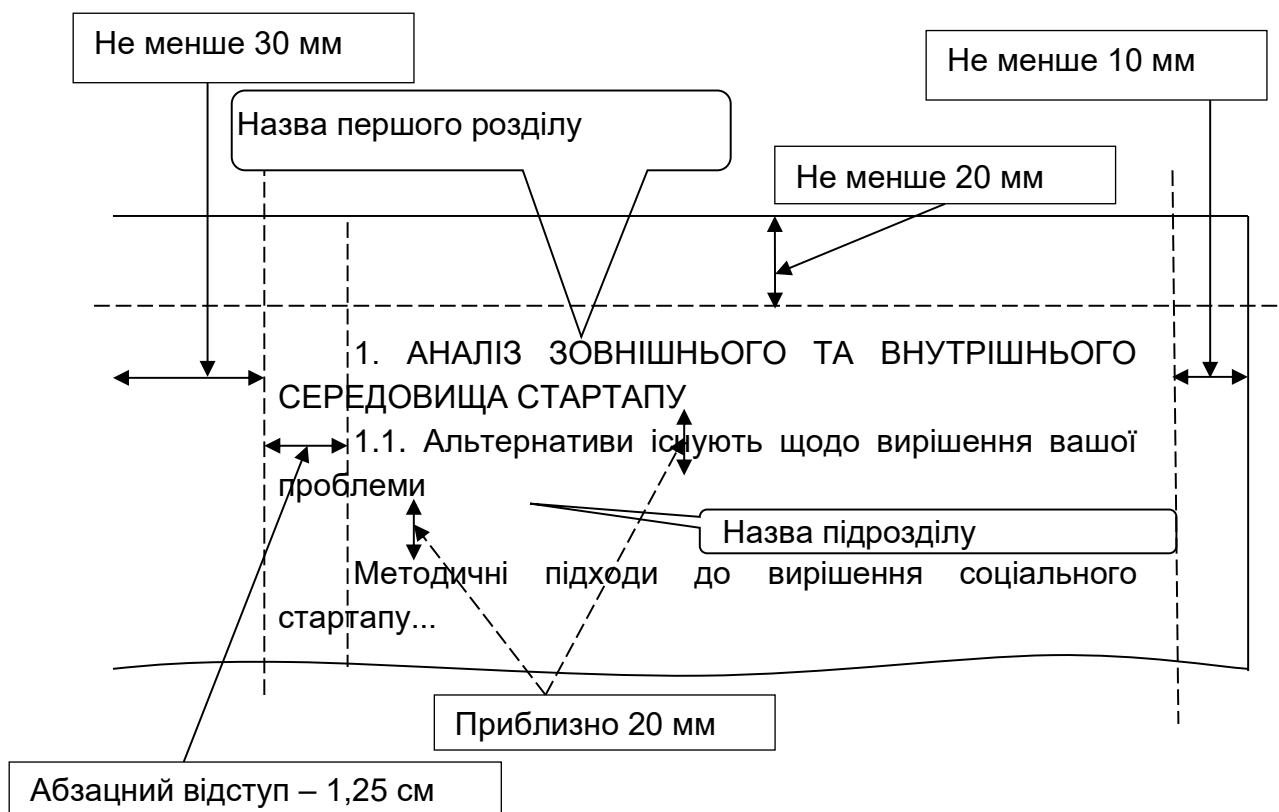 Не менше 30 мм
Не менше 10 мм
Назва першого розділу
Не менше 20 мм
1. АНАЛІЗ ЗОВНІШНЬОГО ТА ВНУТРІШНЬОГО
СЕРЕДОВИЩА СТАРТАПУ
1.1. Альтернативи існують щодо вирішення вашої
проблеми
Назва підрозділу
Методичні підходи до вирішення соціального
стартапу...
Приблизно 20 мм
Абзацний відступ – 1,25 см